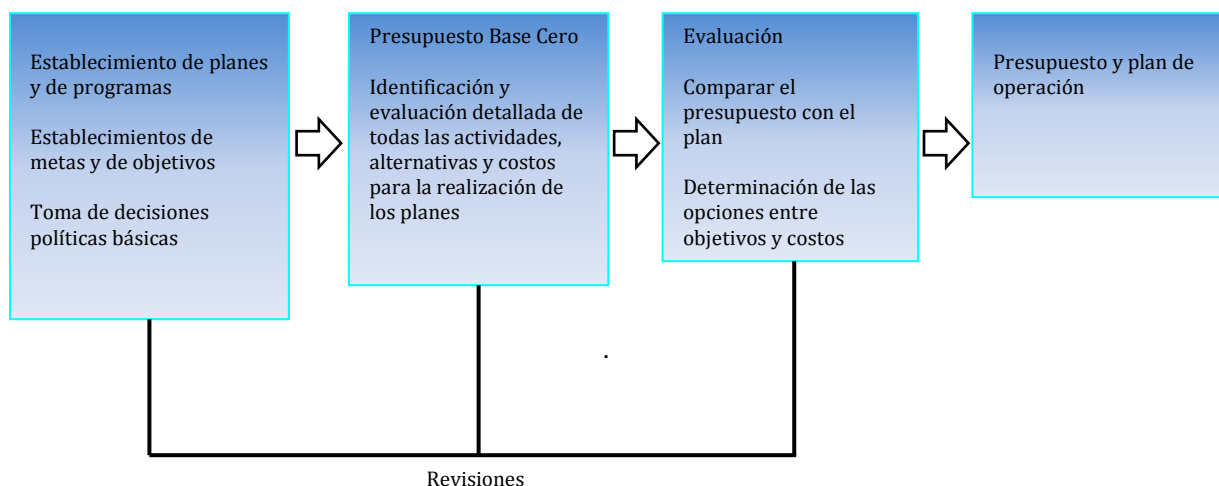 Establecimiento de planes
y de programas
Establecimientos de
metas y de objetivos
Toma de decisiones
políticas básicas
Presupuesto Base Cero
Identificación y
evaluación detallada de
todas las actividades,
alternativas y costos
para la realización de
los planes
Evaluación
Comparar el
presupuesto con el
plan
Determinación de las
opciones entre
objetivos y costos
Presupuesto y plan de
operación
.
Revisiones